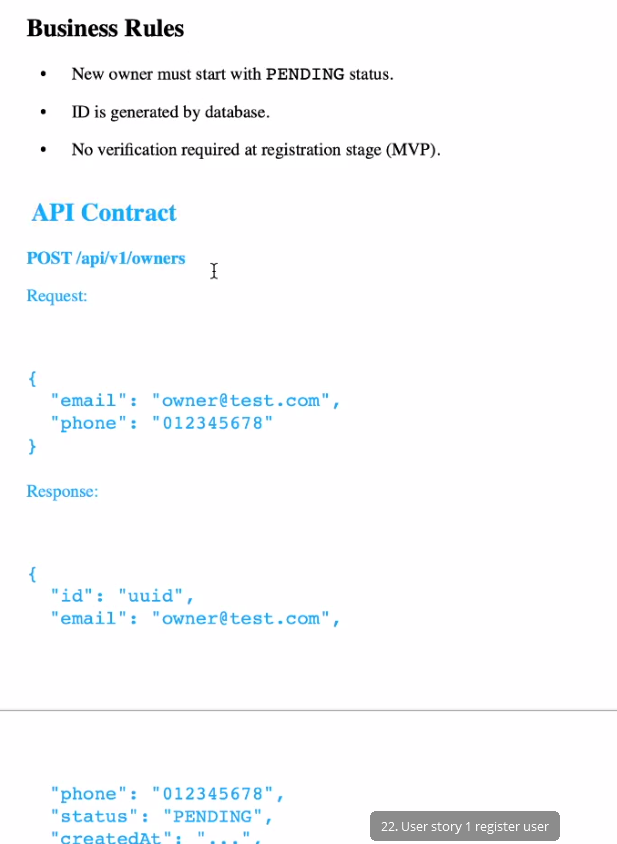 Business Rules
• New owner must start with PENDING status.
• ID is generated by database.
• No verification required at registration stage (MVP).
API Contract
POST /api/v1/owners
Request:
{
"email": "owner@test.com",
"phone": "012345678"
}
Response:
{
"id": "uuid",
"email": "owner@test.com",
"phone": "012345678",
"status": "PENDING",
"createdAt": "...",
22. User story 1 register user